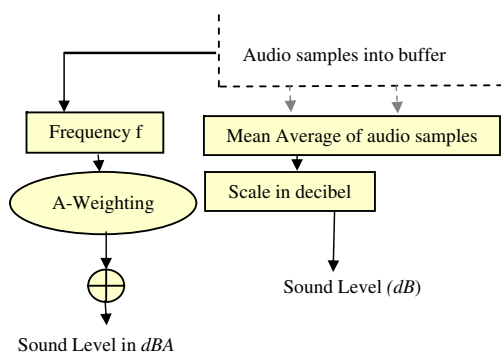 Audio samples into buffer
Frequency f
Mean Average of audio samples
A-Weighting
Scale in decibel
Sound Level (dB)
Sound Level in dBA